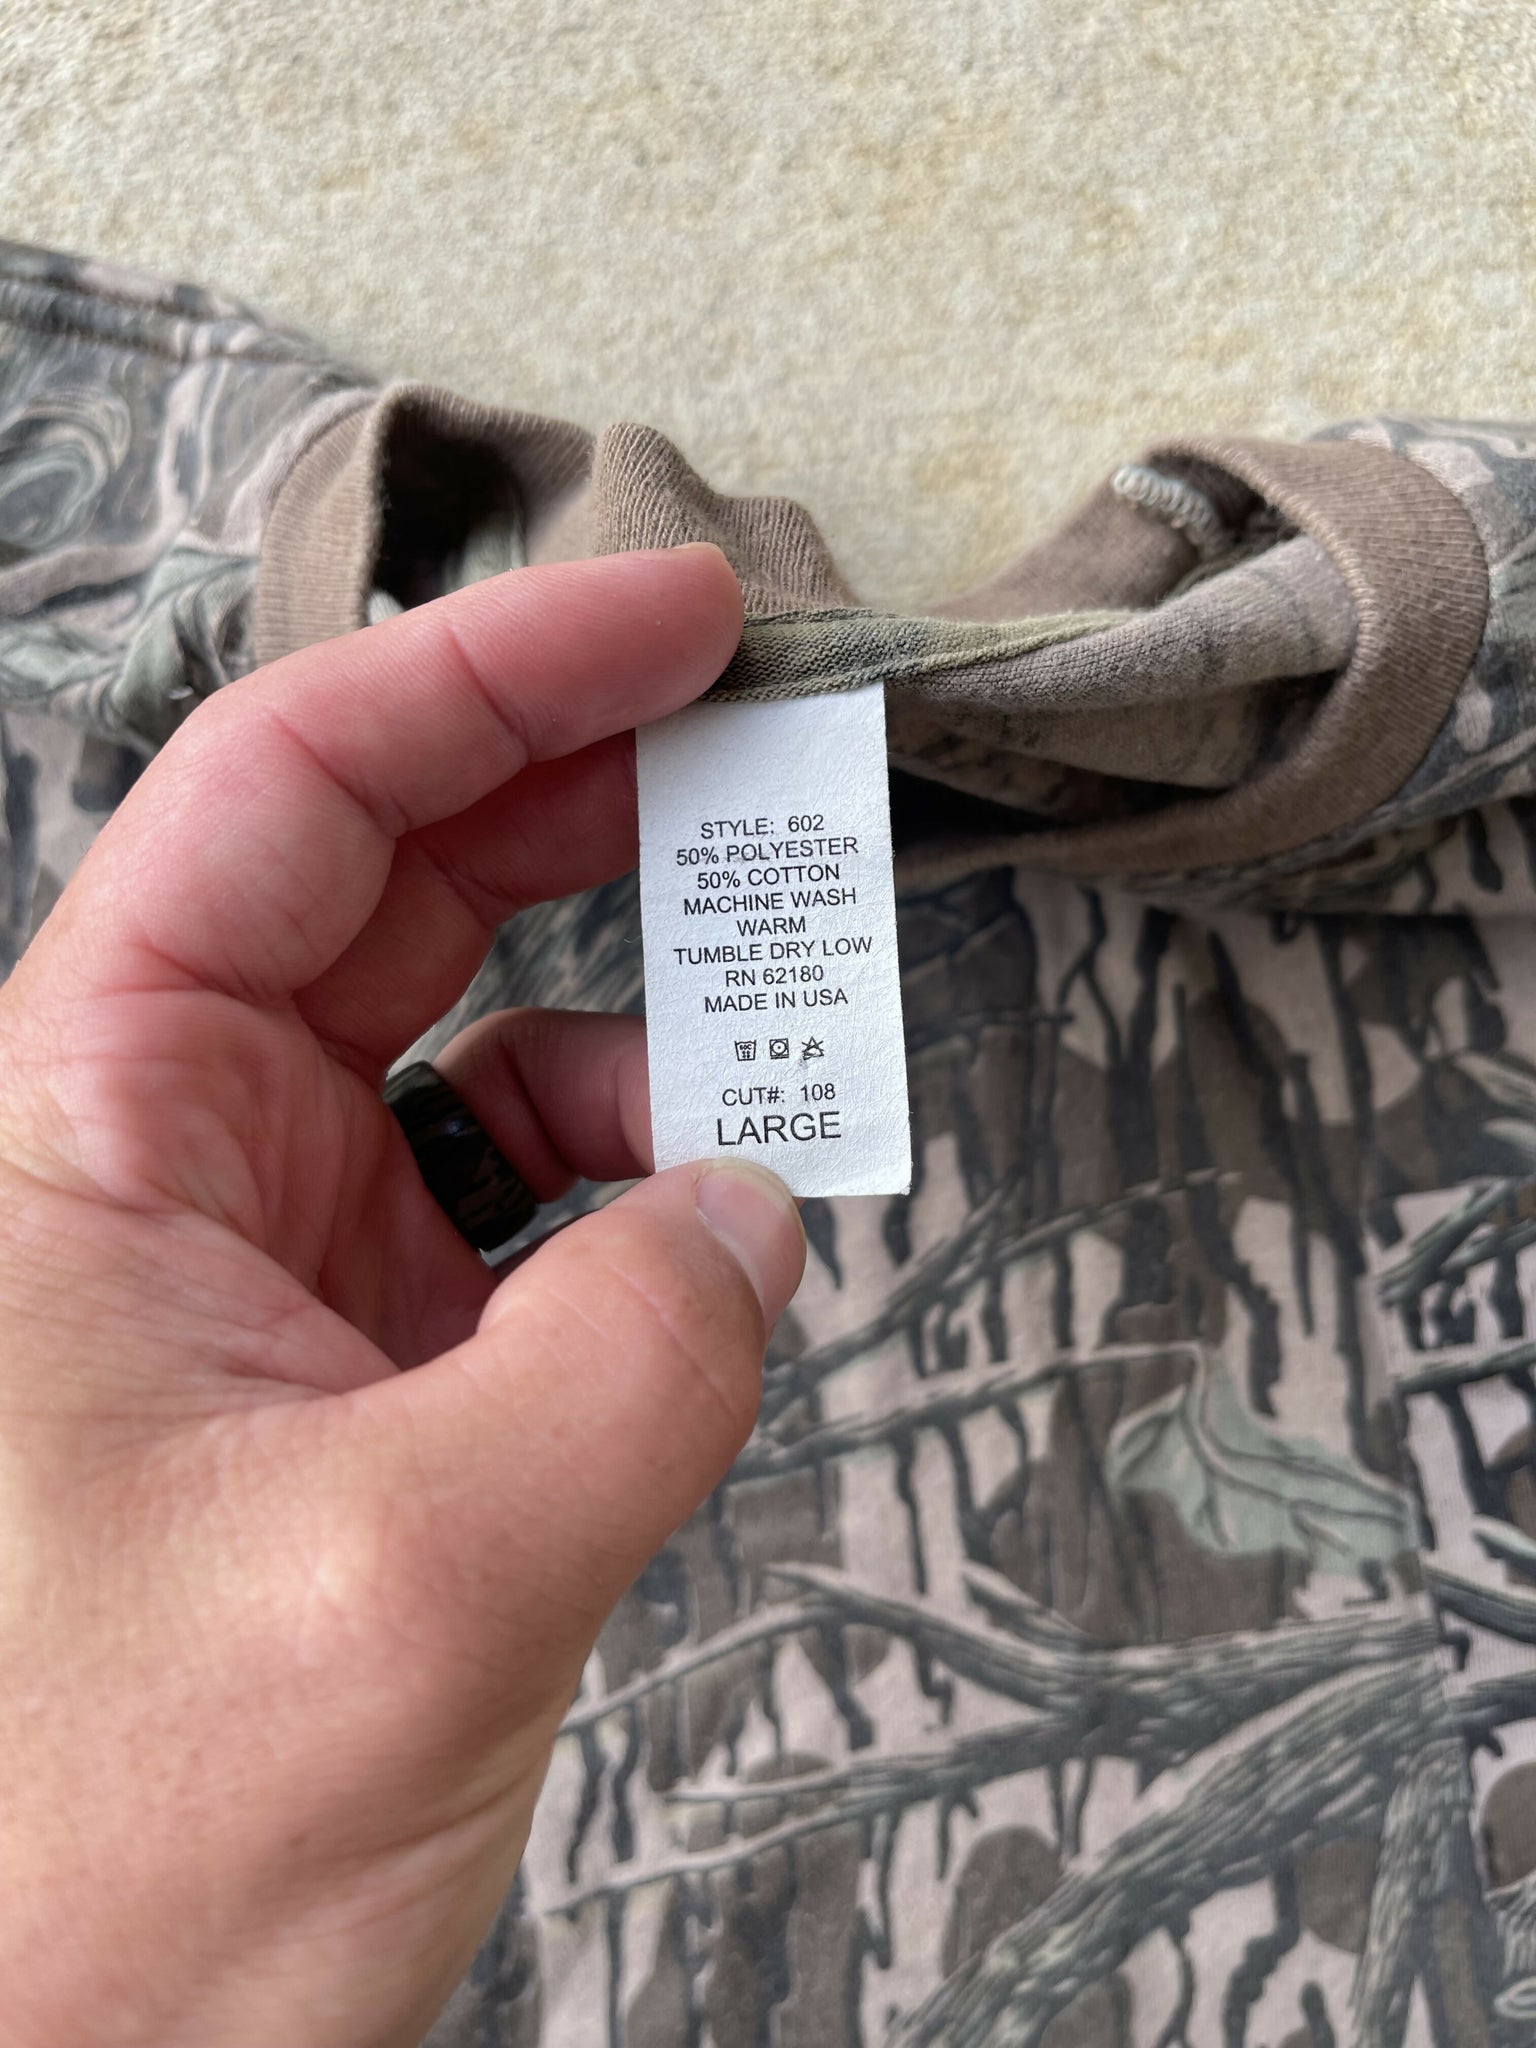 STYLE: 602
50% POLYESTER
50% COTTON
MACHINE WASH
WARM
TUMBLE DRY LOW
RN 62180
MADE IN USA
CUT#: 108
LARGE